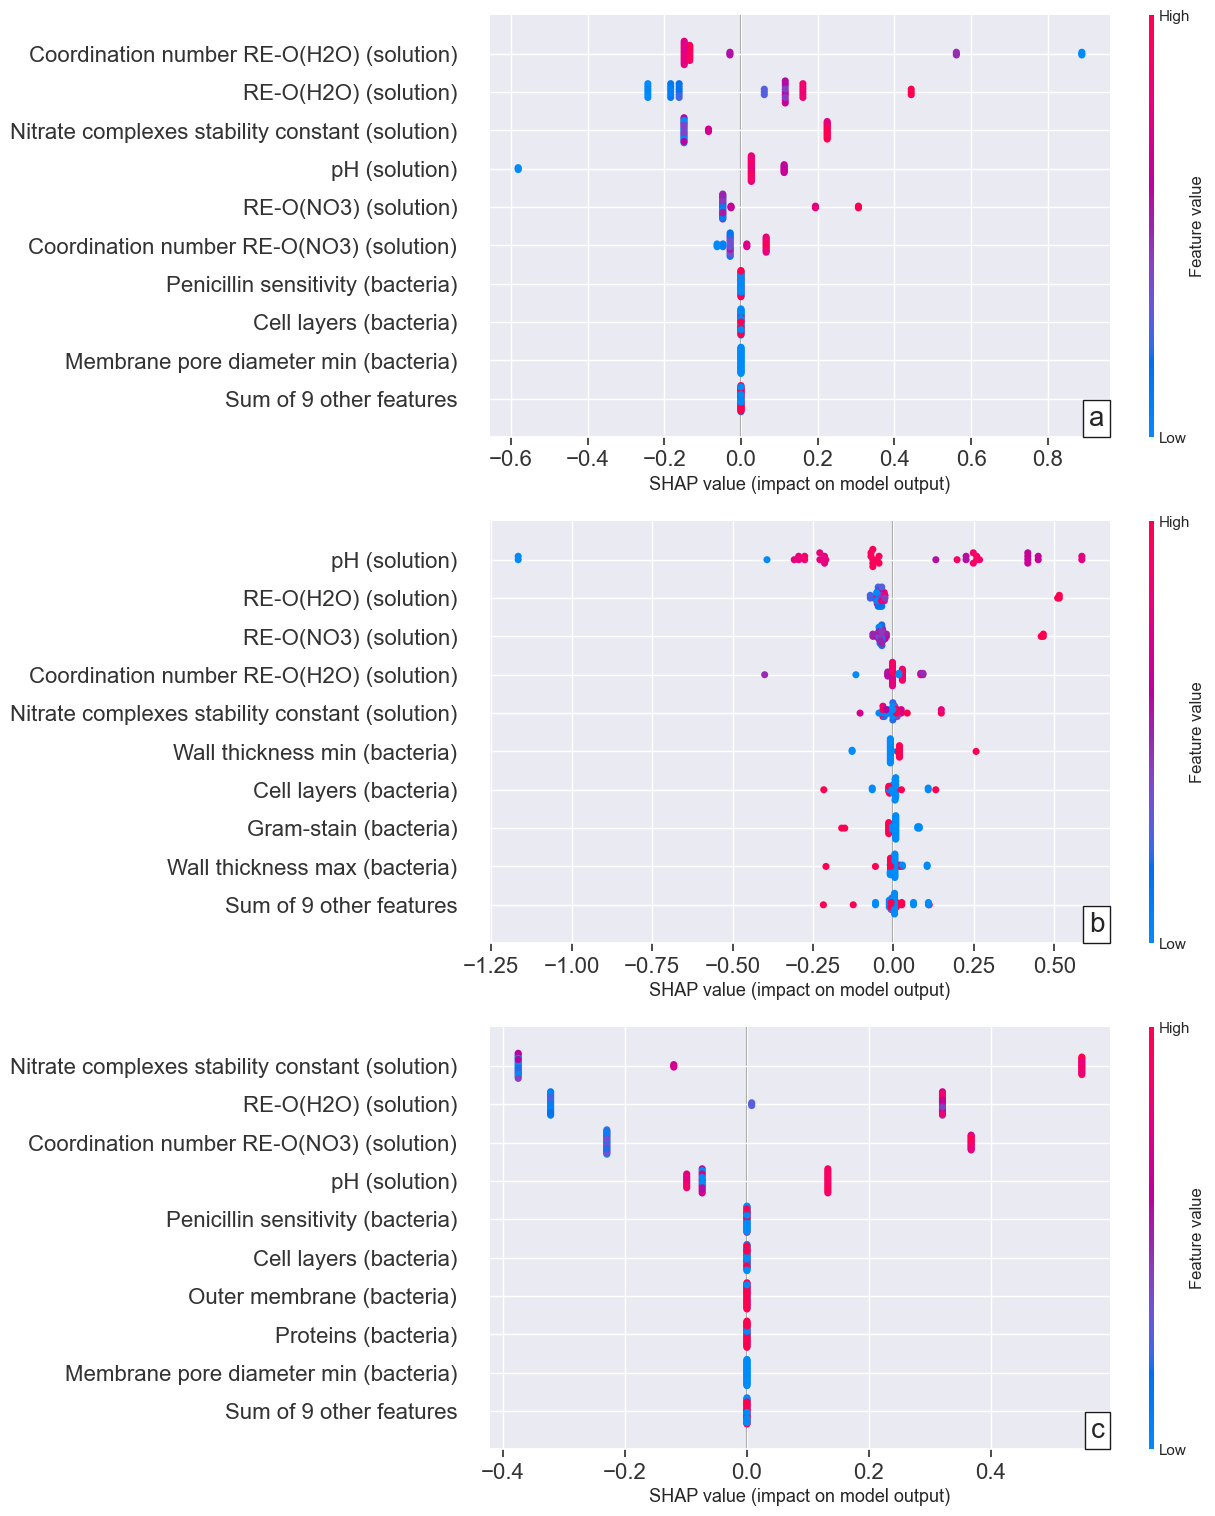 High
Coordination number RE-O(H2O) (solution)
RE-O(H2O) (solution)
Nitrate complexes stability constant (solution)
pH (solution)
RE-O(NO3) (solution)
Coordination number RE-O(NO3) (solution)
Penicillin sensitivity (bacteria)
Cell layers (bacteria)
Membrane pore diameter min (bacteria)
Sum of 9 other features
Feature value
a
Low
−0.6 −0.4 −0.2 0.0 0.2 0.4 0.6 0.8
SHAP value (impact on model output)
High
pH (solution)
RE-O(H2O) (solution)
RE-O(NO3) (solution)
Coordination number RE-O(H2O) (solution)
Nitrate complexes stability constant (solution)
Wall thickness min (bacteria)
Cell layers (bacteria)
Gram-stain (bacteria)
Wall thickness max (bacteria)
Sum of 9 other features
Feature value
b
Low
−1.25 −1.00 −0.75 −0.50 −0.25 0.00 0.25 0.50
SHAP value (impact on model output)
High
Nitrate complexes stability constant (solution)
RE-O(H2O) (solution)
Coordination number RE-O(NO3) (solution)
pH (solution)
Penicillin sensitivity (bacteria)
Cell layers (bacteria)
Outer membrane (bacteria)
Proteins (bacteria)
Membrane pore diameter min (bacteria)
Sum of 9 other features
Feature value
c
Low
−0.4 −0.2 0.0 0.2 0.4
SHAP value (impact on model output)